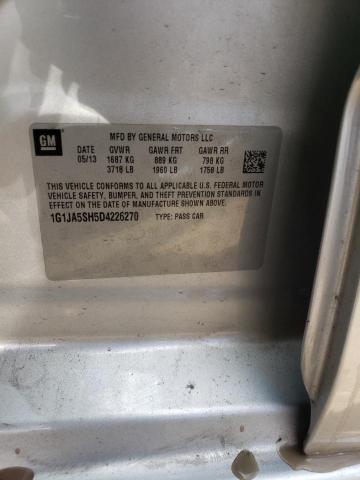 GM
MFD BY GENERAL MOTORS LLC
DATE GVWR GAWR FRT GAWR RR
05/13 1687 KG 889 KG 798 KG
3718 LB 1960 LB 1758 LB
THIS VEHICLE CONFORMS TO ALL APPLICABLE U.S. FEDERAL MOTOR
VEHICLE SAFETY, BUMPER, AND THEFT PREVENTION STANDARDS IN
EFFECT ON THE DATE OF MANUFACTURE SHOWN ABOVE.
1G1JA5SH5D4226270 TYPE: PASS CAR